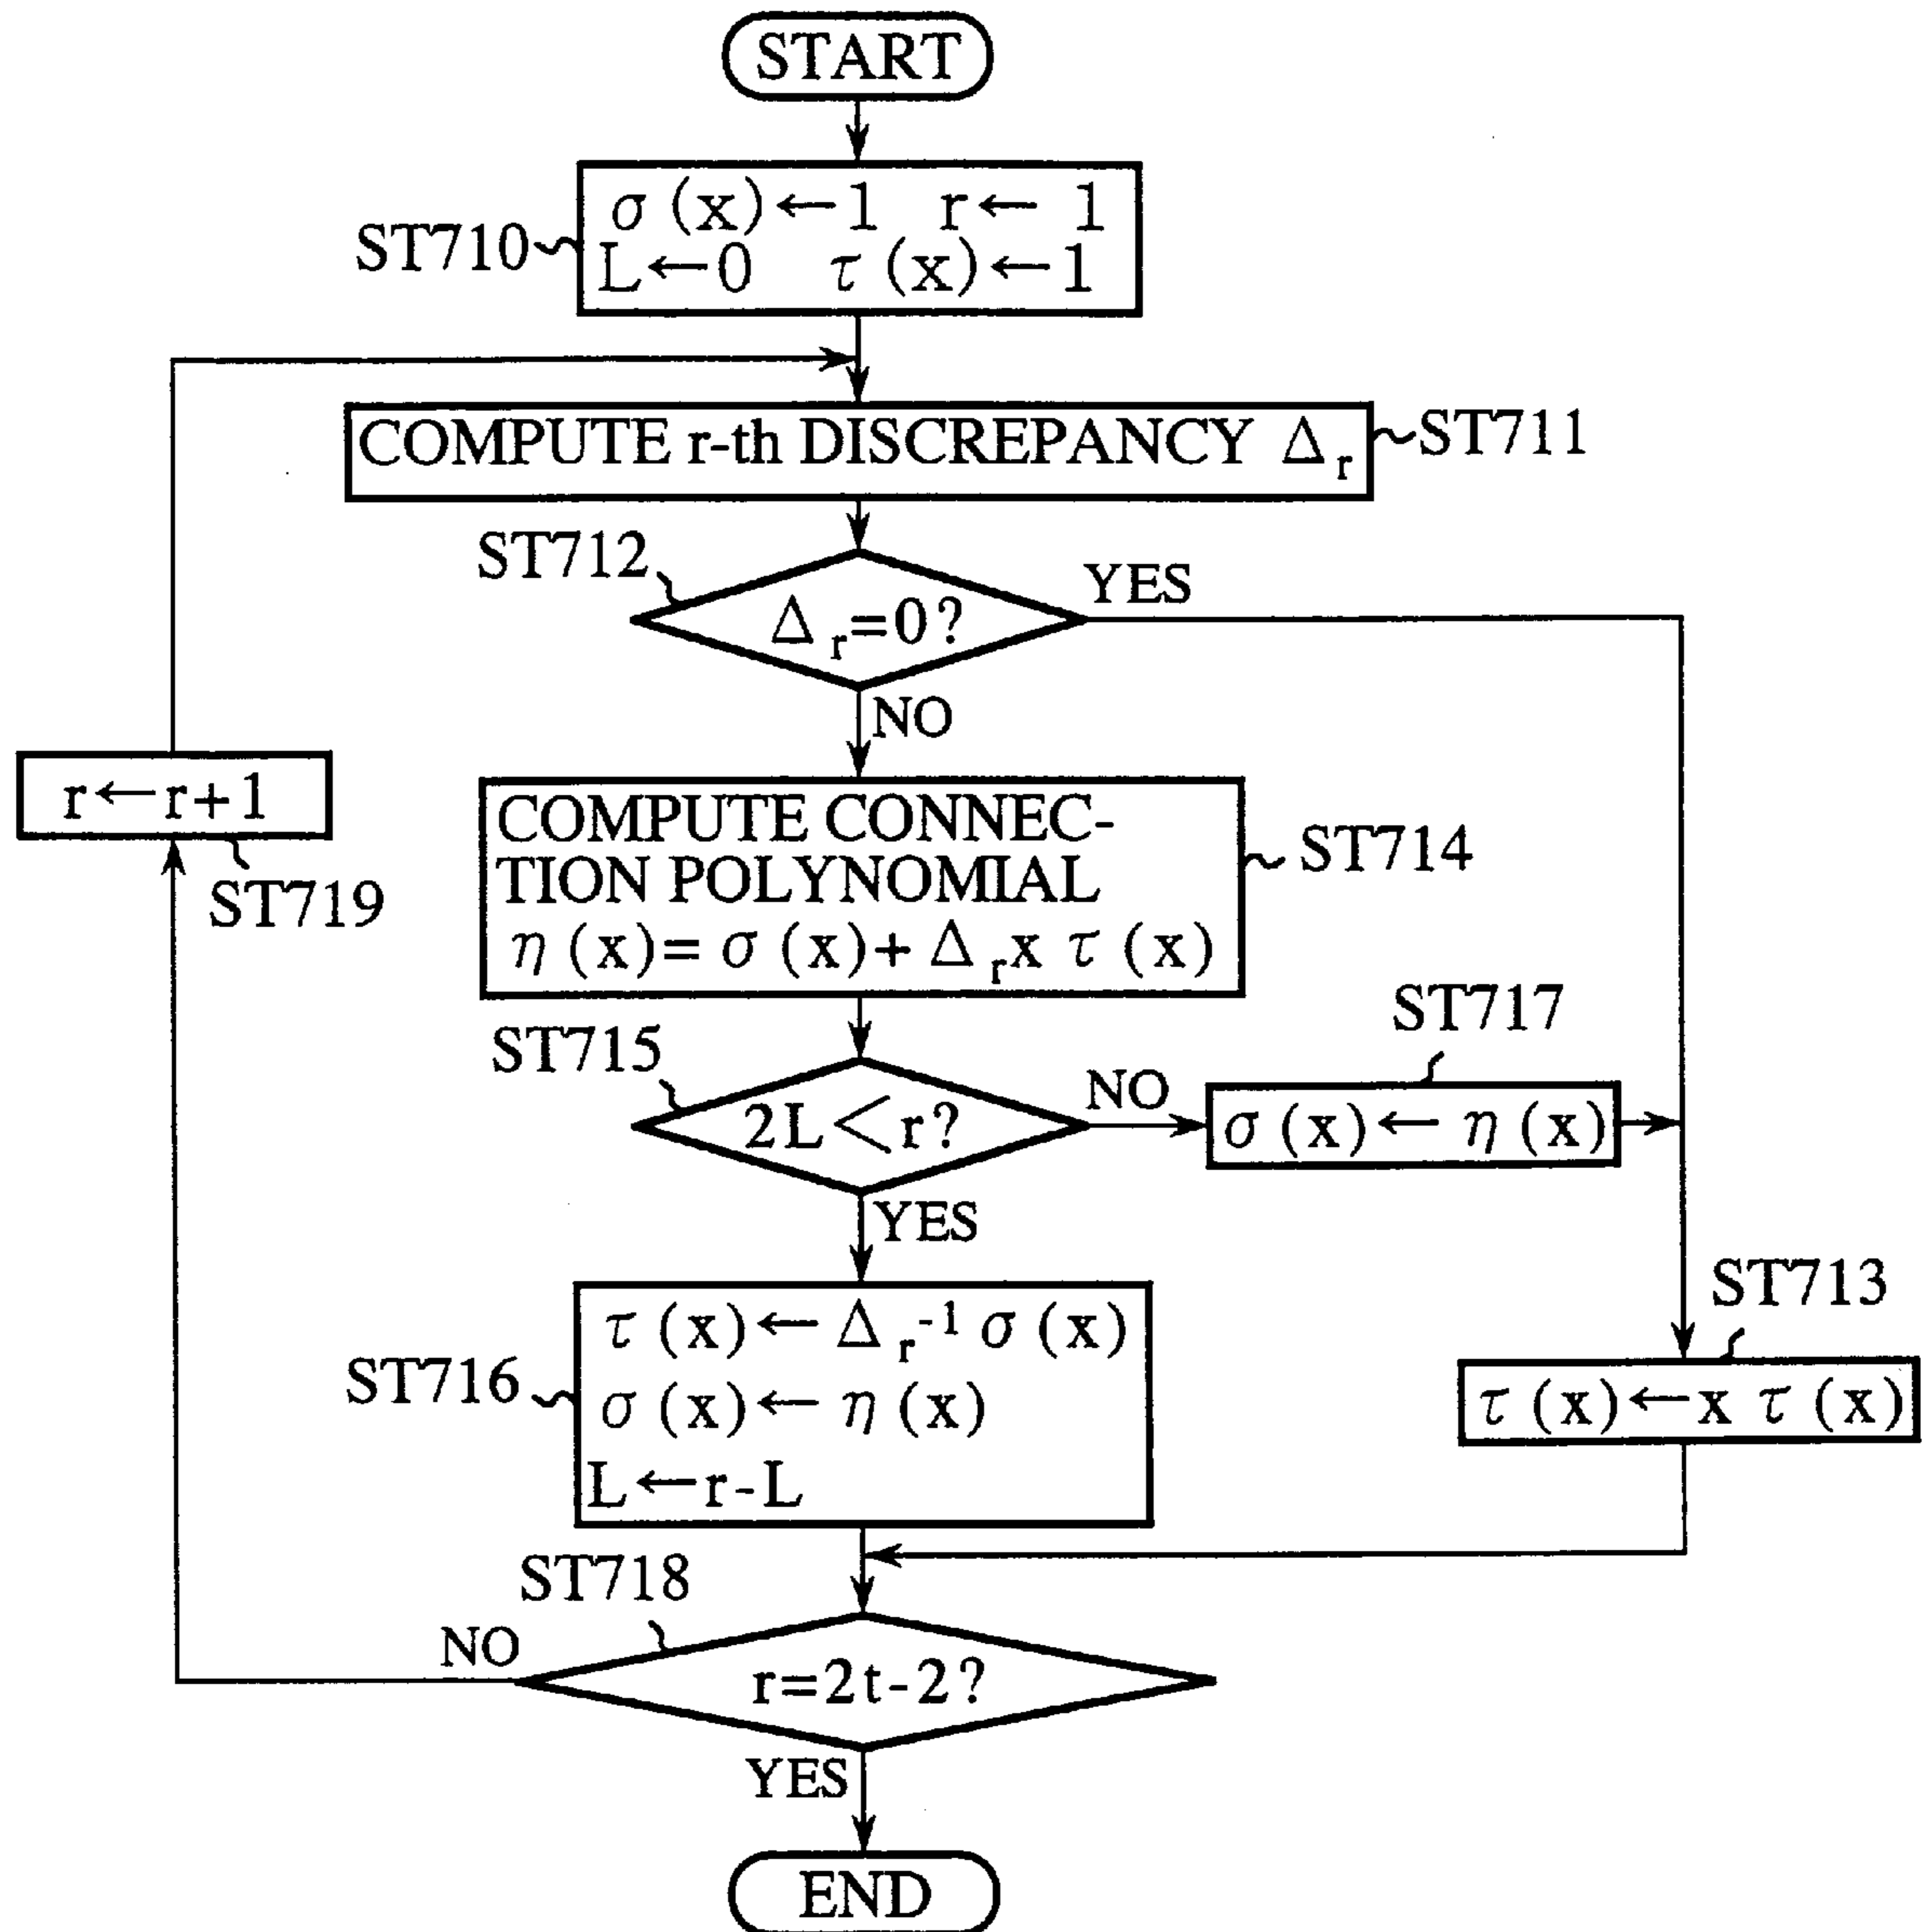 START
ST710
σ (x)←1 r← 1
L←0 τ (x)←1
COMPUTE r-th DISCREPANCY Δr
ST711
ST712
Δr=0?
YES
NO
r←r+1
ST719
COMPUTE CONNEC-
TION POLYNOMIAL
η (x)= σ (x)+ Δrx τ (x)
ST714
ST715
2L<r?
NO
YES
ST717
σ (x)← η (x)
ST713
τ (x)←x τ (x)
ST716
τ (x)← Δr-1 σ (x)
σ (x)← η (x)
L←r-L
ST718
r=2t-2?
NO
YES
END